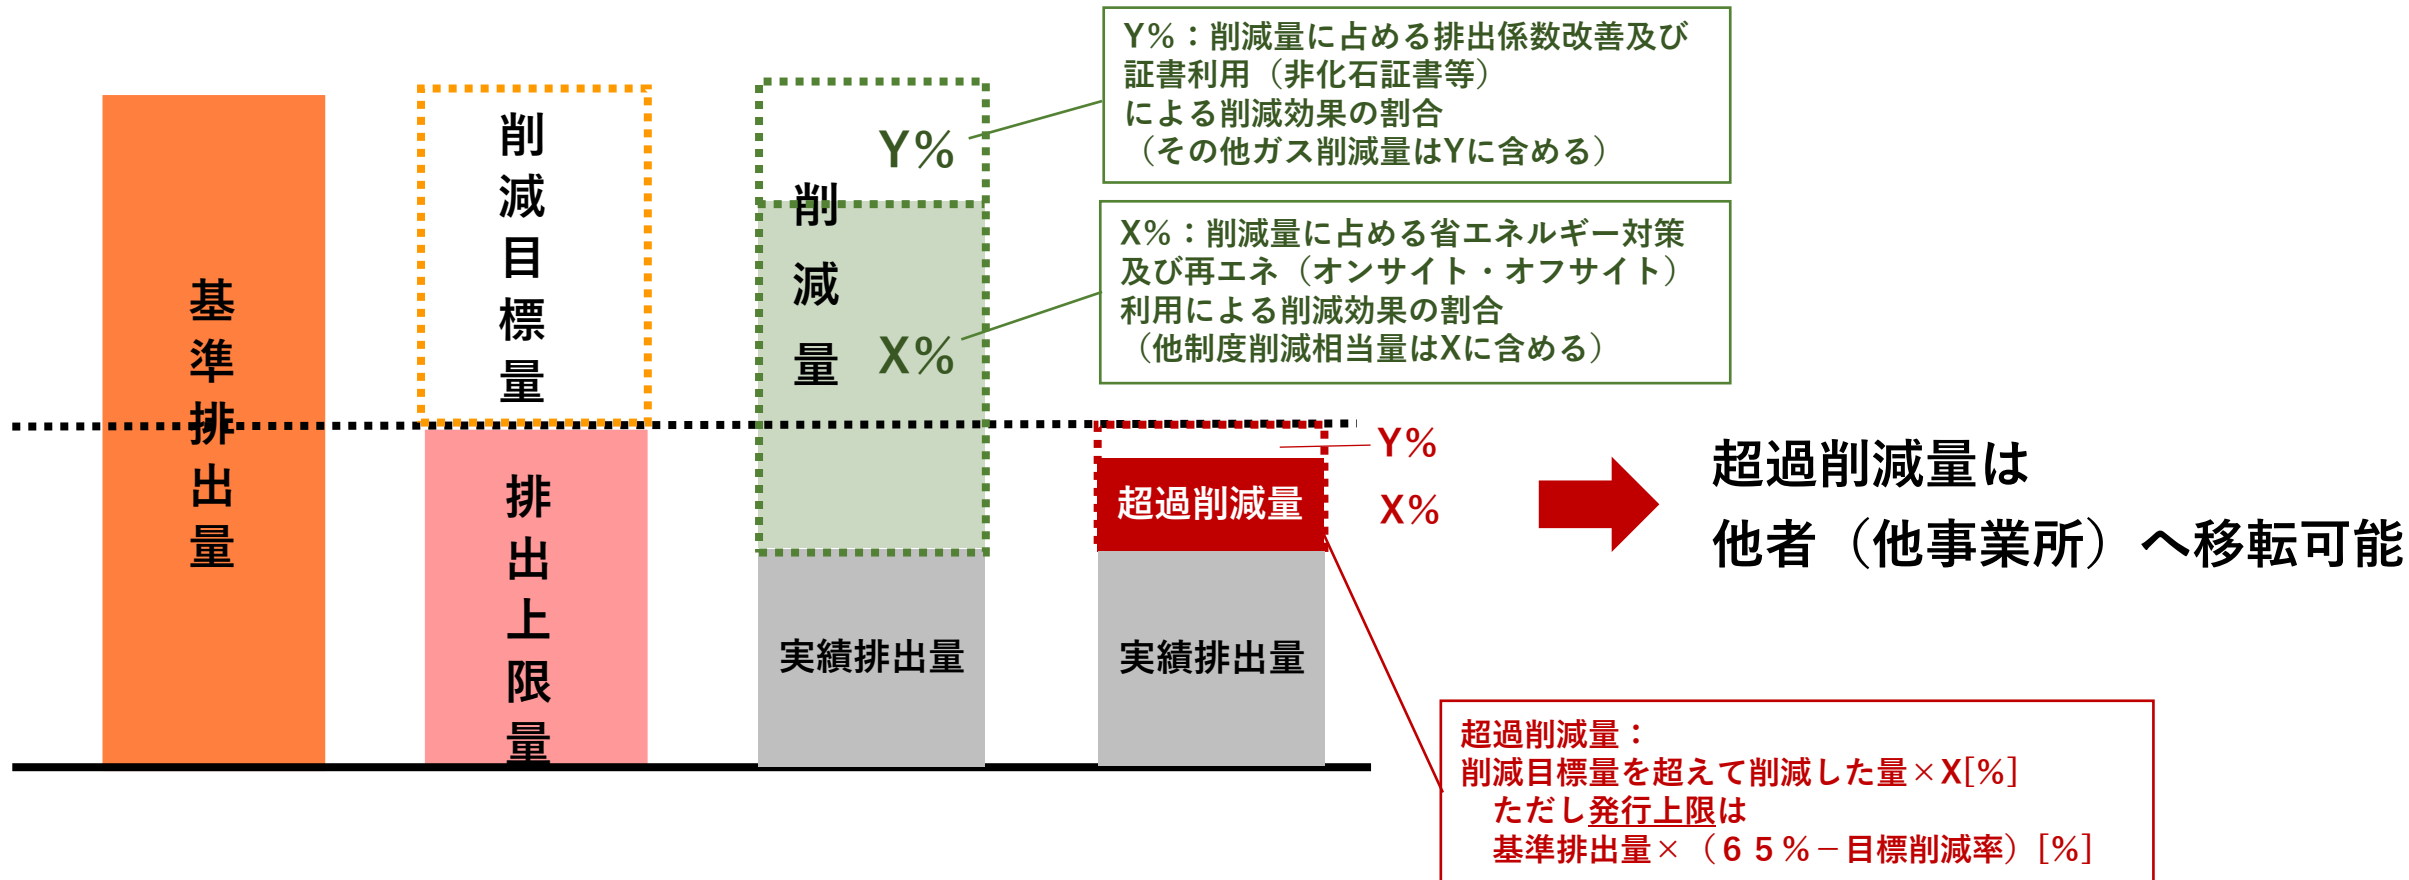 基準排出量
削減目標量
排出上限量
削減量
Y%
X%
実績排出量
Y%：削減量に占める排出係数改善及び
証書利用（非化石証書等）
による削減効果の割合
（その他ガス削減量はYに含める）
X%：削減量に占める省エネルギー対策
及び再エネ（オンサイト・オフサイト）
利用による削減効果の割合
（他制度削減相当量はXに含める）
Y%
X%
超過削減量
実績排出量
超過削減量は
他者（他事業所）へ移転可能
超過削減量：
削減目標量を超えて削減した量×X[%]
ただし発行上限は
基準排出量×（６５％－目標削減率）[%]